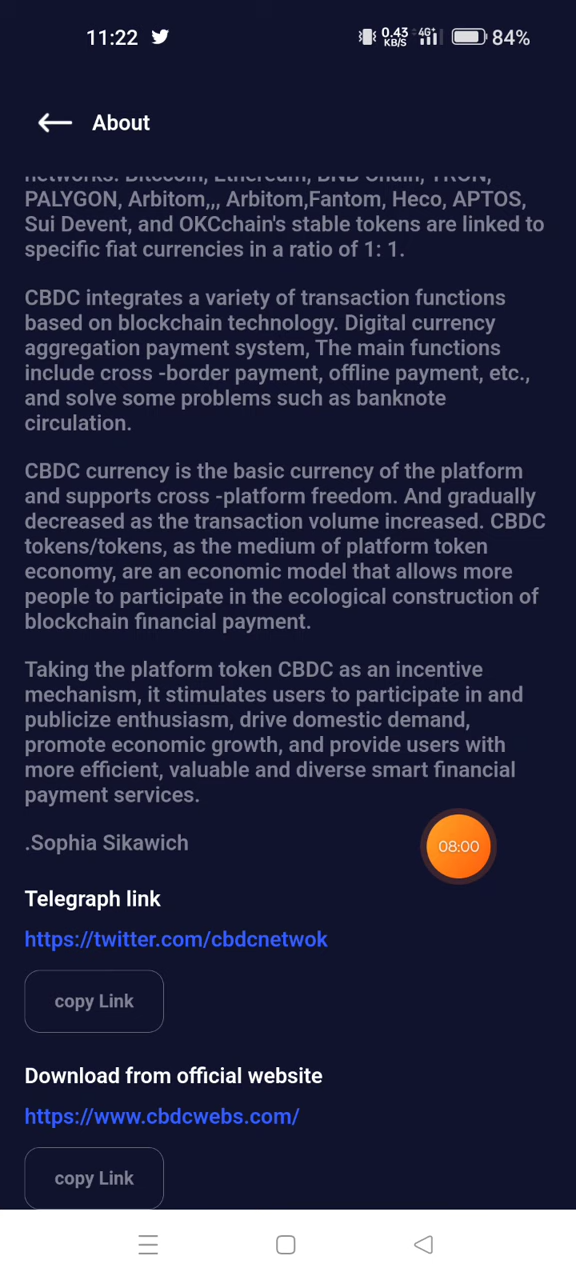 11:22
0.43
KB/S
4G+
84%
About
networks: Bitccoin, Ethereum, BNB Chain, TRON,
PALYGON, Arbitom,,, Arbitom,Fantom, Heco, APTOS,
Sui Devent, and OKCchain's stable tokens are linked to
specific fiat currencies in a ratio of 1: 1.
CBDC integrates a variety of transaction functions
based on blockchain technology. Digital currency
aggregation payment system, The main functions
include cross -border payment, offline payment, etc.,
and solve some problems such as banknote
circulation.
CBDC currency is the basic currency of the platform
and supports cross -platform freedom. And gradually
decreased as the transaction volume increased. CBDC
tokens/tokens, as the medium of platform token
economy, are an economic model that allows more
people to participate in the ecological construction of
blockchain financial payment.
Taking the platform token CBDC as an incentive
mechanism, it stimulates users to participate in and
publicize enthusiasm, drive domestic demand,
promote economic growth, and provide users with
more efficient, valuable and diverse smart financial
payment services.
.Sophia Sikawich
08:00
Telegraph link
https://twitter.com/cbdcnetwok
copy Link
Download from official website
https://www.cbdcwebs.com/
copy Link